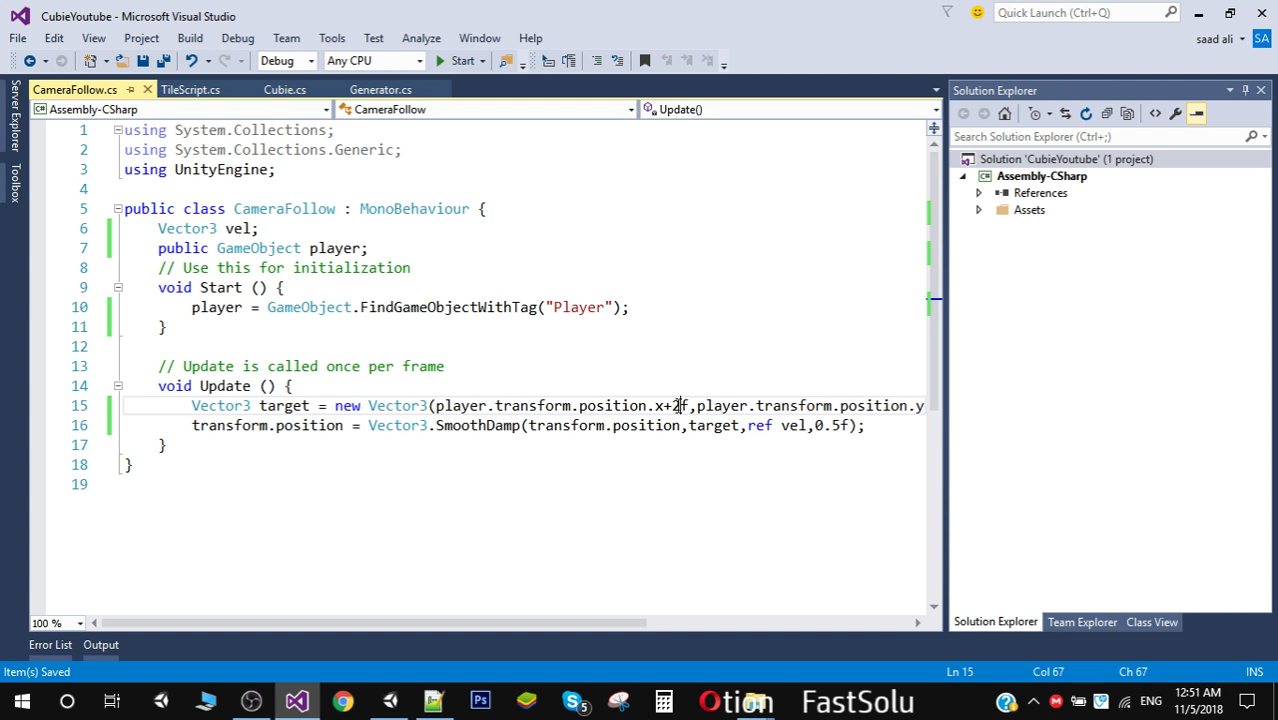 CubieYoutube - Microsoft Visual Studio
Quick Launch (Ctrl+Q)
File Edit View Project Build Debug Team Tools Test Analyze Window Help
saad ali SA
Debug Any CPU Start
CameraFollow.cs TileScript.cs Cubie.cs Generator.cs
Assembly-CSharp CameraFollow Update()
Server Explorer
Toolbox
1 using System.Collections;
2 using System.Collections.Generic;
3 using UnityEngine;
4
5 public class CameraFollow : MonoBehaviour {
6 Vector3 vel;
7 public GameObject player;
8 // Use this for initialization
9 void Start () {
10 player = GameObject.FindGameObjectWithTag("Player");
11 }
12
13 // Update is called once per frame
14 void Update () {
15 Vector3 target = new Vector3(player.transform.position.x+2f,player.transform.position.y
16 transform.position = Vector3.SmoothDamp(transform.position,target,ref vel,0.5f);
17 }
18 }
19
100 %
Solution Explorer
Search Solution Explorer (Ctrl+;)
Solution 'CubieYoutube' (1 project)
Assembly-CSharp
References
Assets
Solution Explorer Team Explorer Class View
Error List Output
Item(s) Saved Ln 15 Col 67 Ch 67 INS
Otion FastSolu
ENG 12:51 AM
11/5/2018